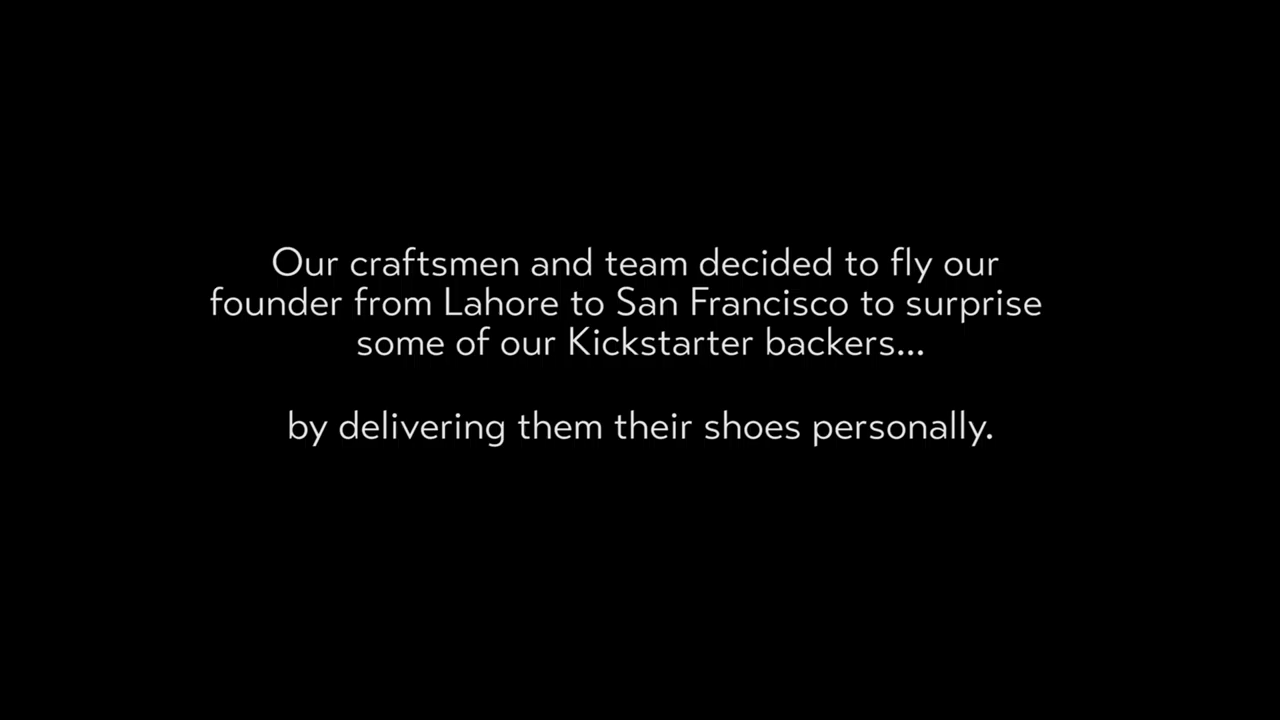 Our craftsmen and team decided to fly our
founder from Lahore to San Francisco to surprise
some of our Kickstarter backers...
by delivering them their shoes personally.